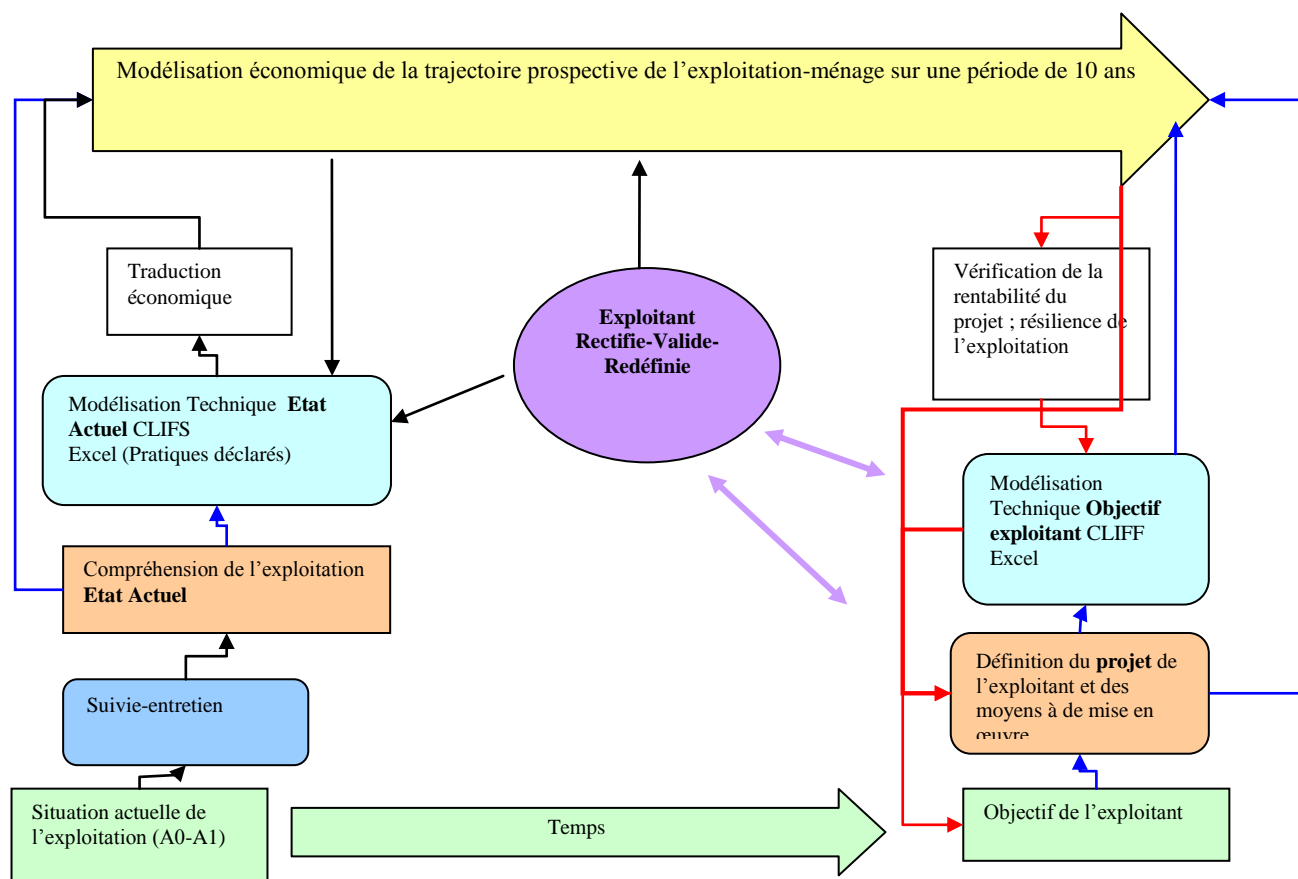 Modélisation économique de la trajectoire prospective de l’exploitation-ménage sur une période de 10 ans
Traduction
économique
Vérification de la
rentabilité du
projet ; résilience de
l’exploitation
Exploitant
Rectifie-Valide-
Redéfinie
Modélisation Technique Etat
Actuel CLIFS
Excel (Pratiques déclarés)
Modélisation
Technique Objectif
exploitant CLIFF
Excel
Compréhension de l’exploitation
Etat Actuel
Définition du projet de
l’exploitant et des
moyens à de mise en
œuvre
Suivie-entretien
Situation actuelle de
l’exploitation (A0-A1)
Temps
Objectif de l’exploitant